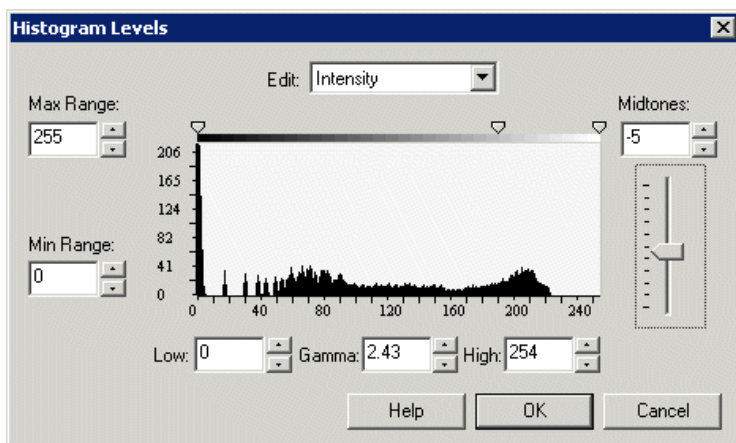 Histogram Levels
Edit: Intensity
Max Range:
255
Midtones:
-5
206
165
124
82
41
0
Min Range:
0
0 40 80 120 160 200 240
Low: 0 Gamma: 2.43 High: 254
Help OK Cancel